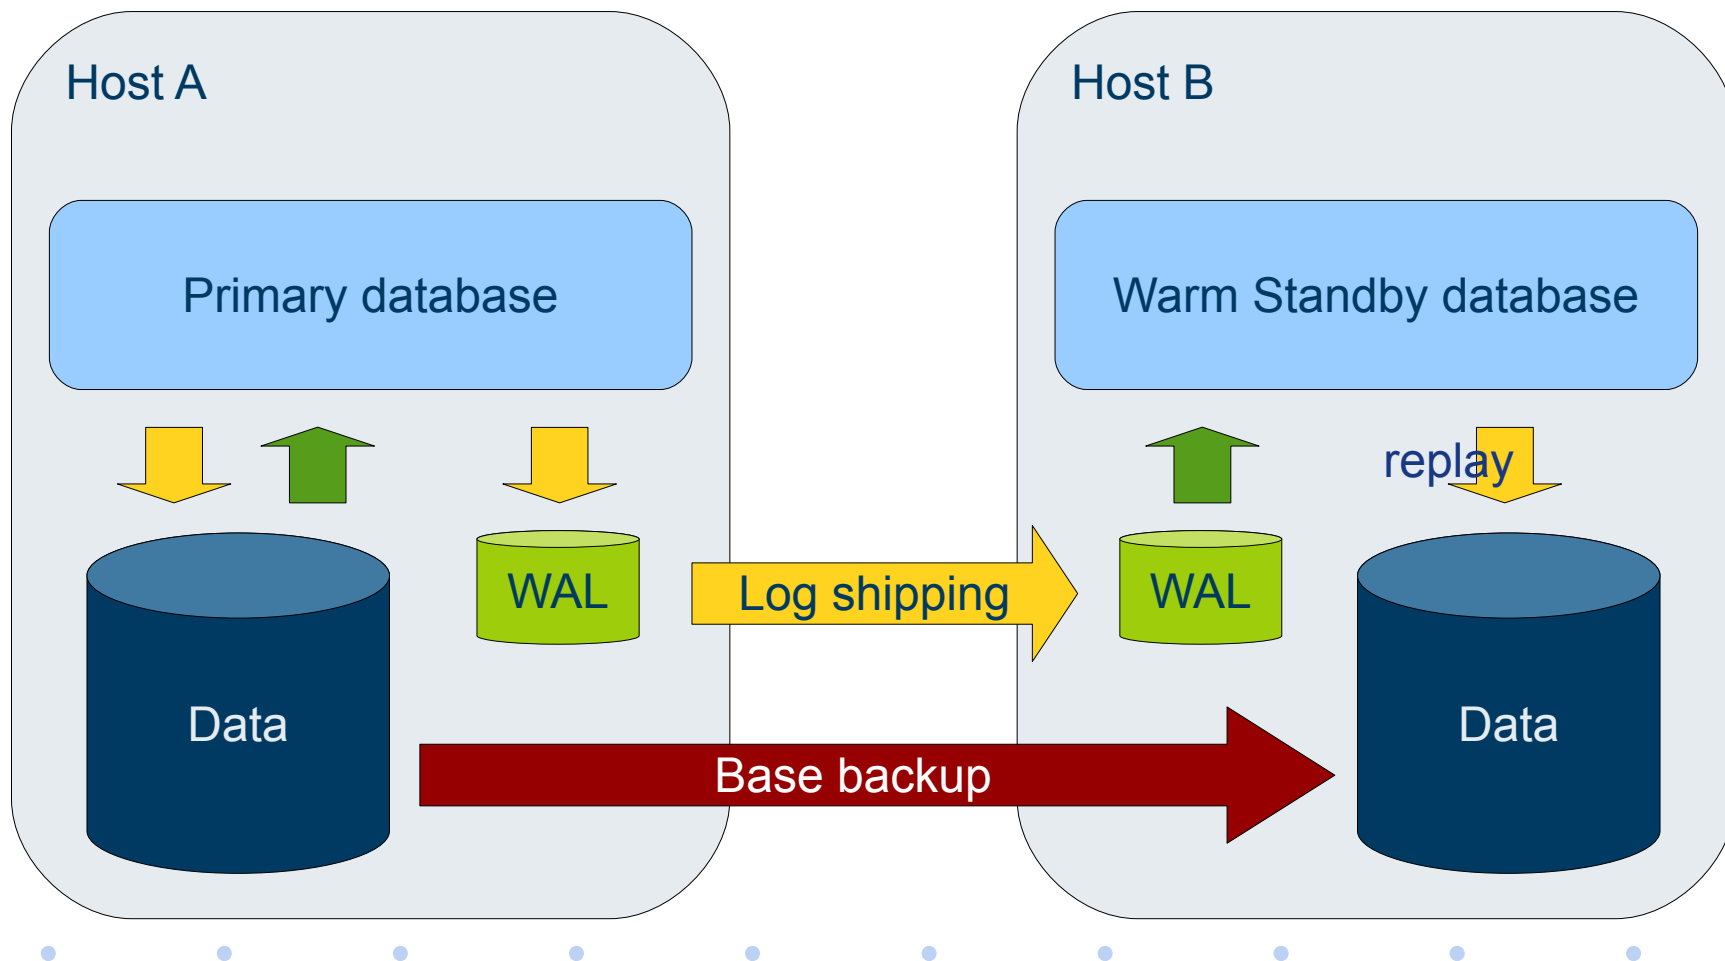 Host A
Host B
Primary database
Warm Standby database
replay
WAL
Log shipping
WAL
Data
Data
Base backup